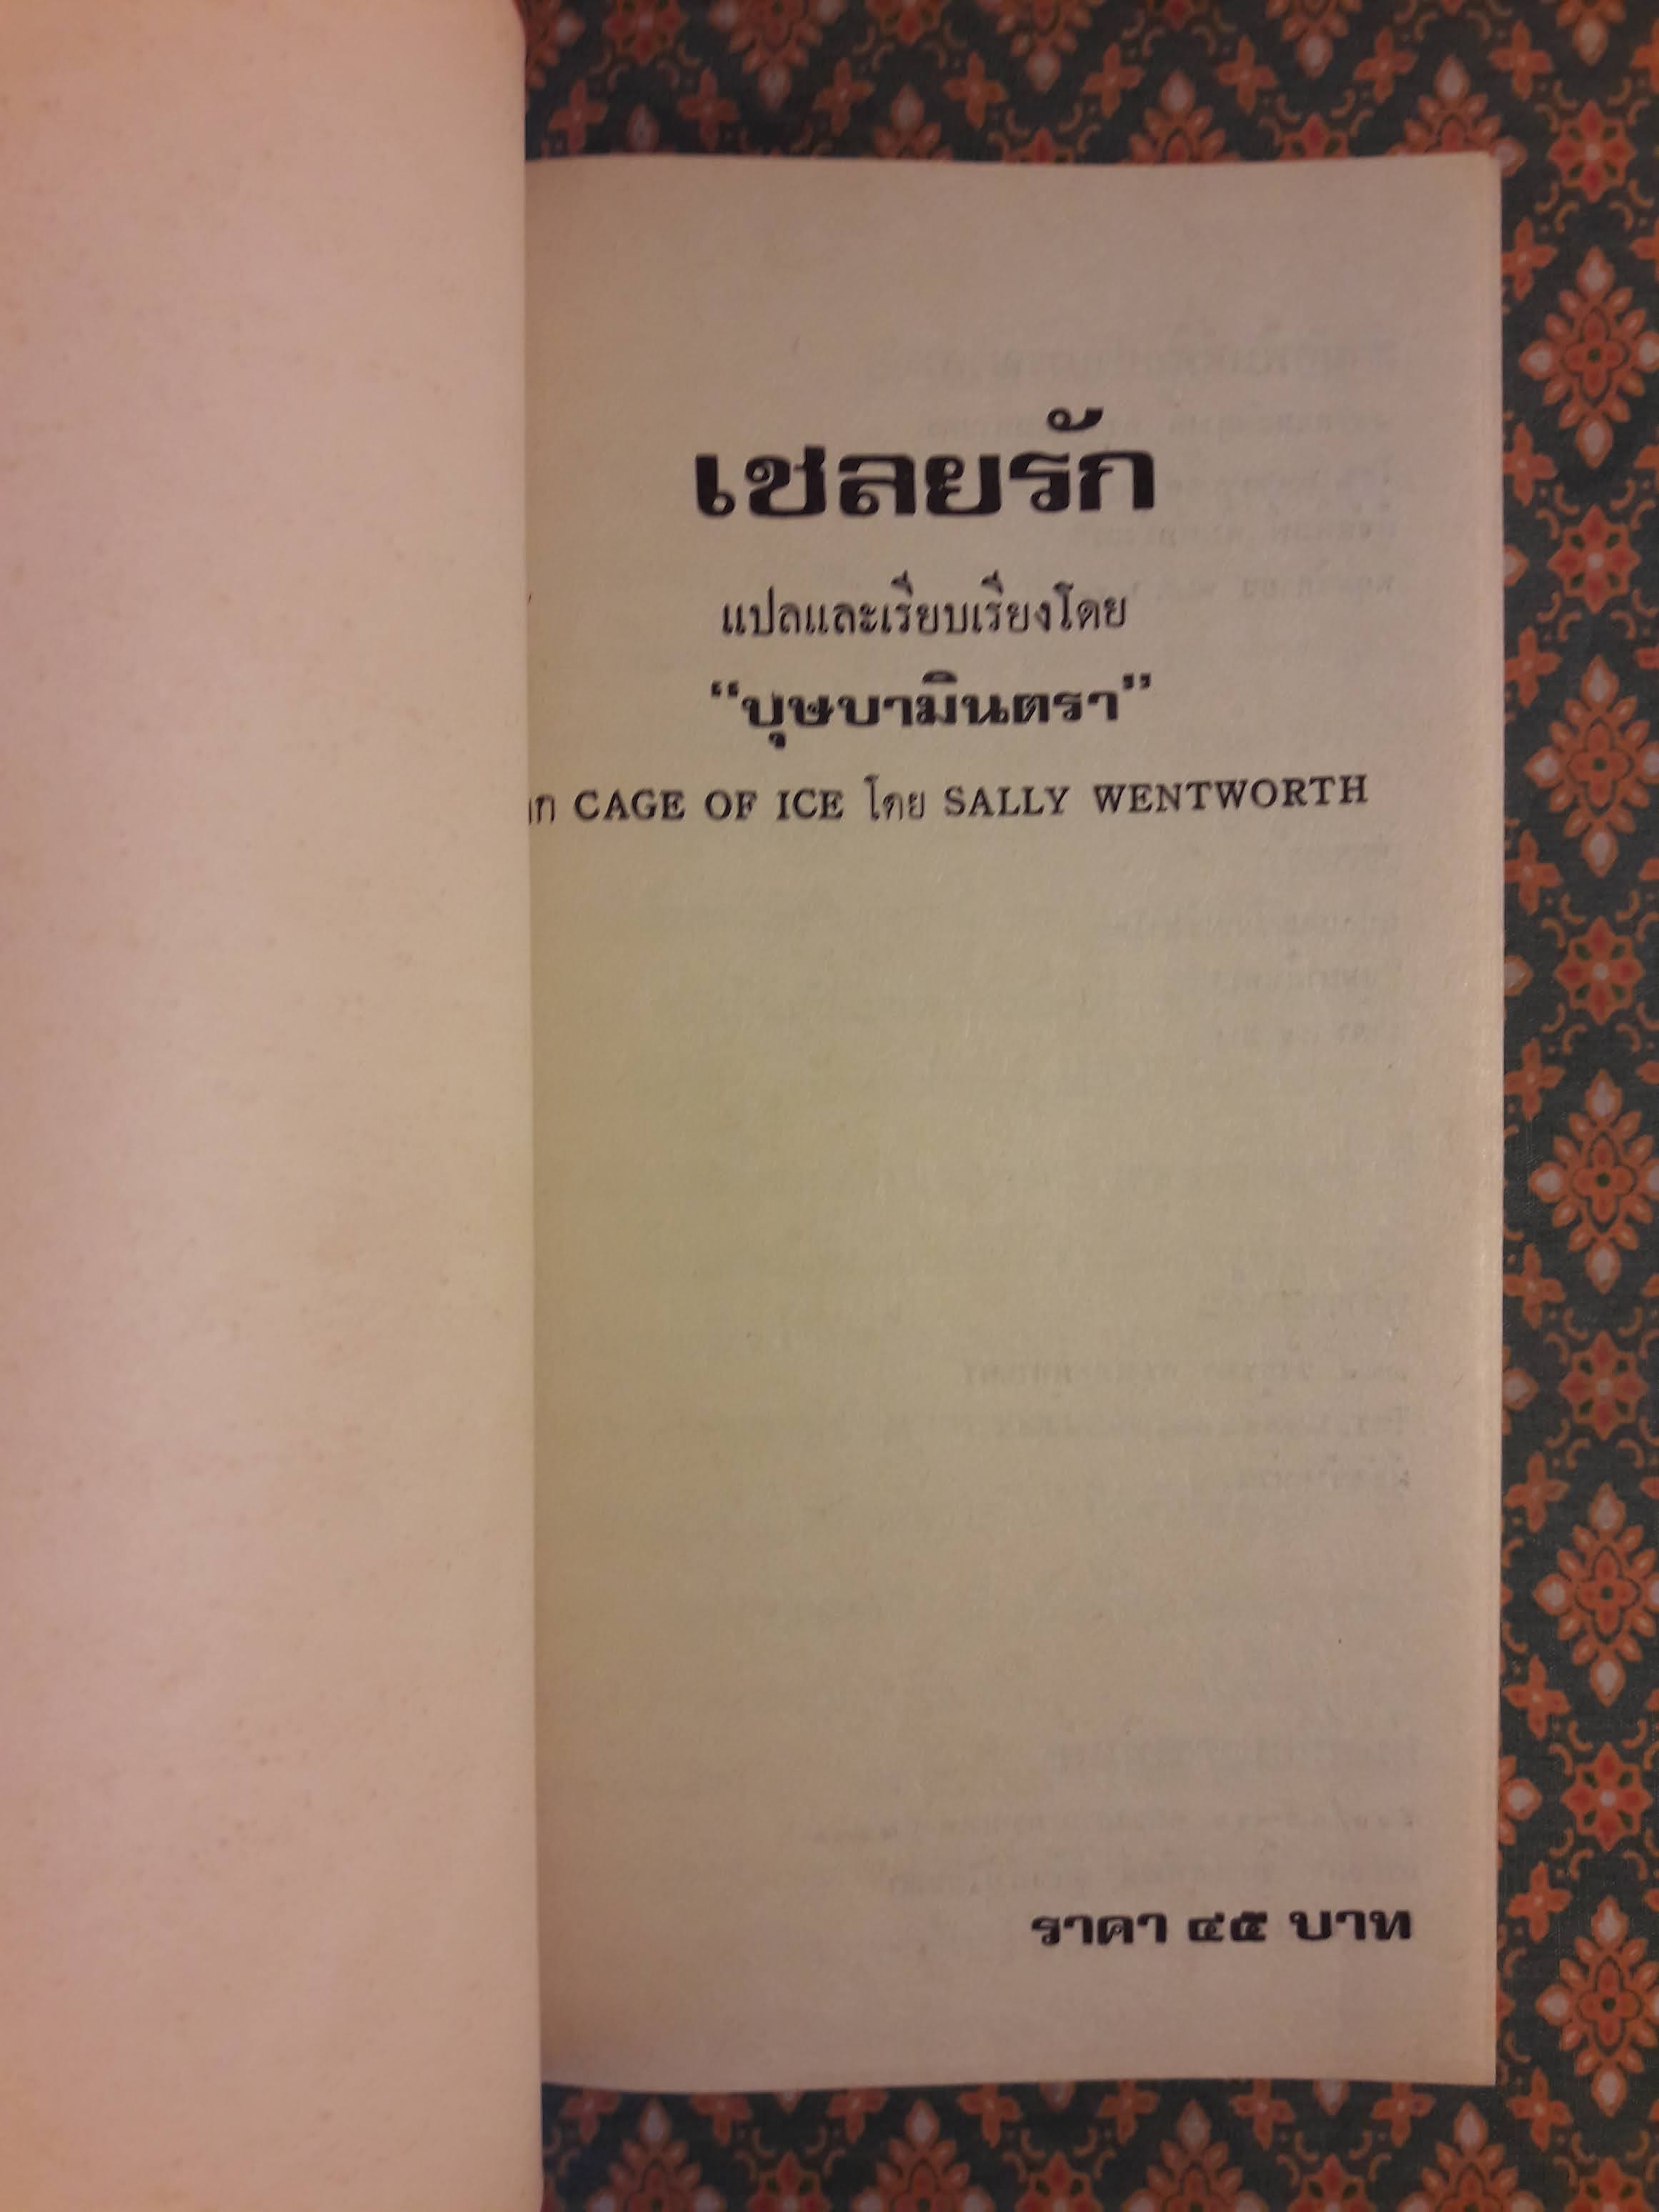 เชลยรัก
แปลและเรียบเรียงโดย
“บุษบามินตรา”
าก CAGE OF ICE โดย SALLY WENTWORTH
ราคา ๔๕ บาท